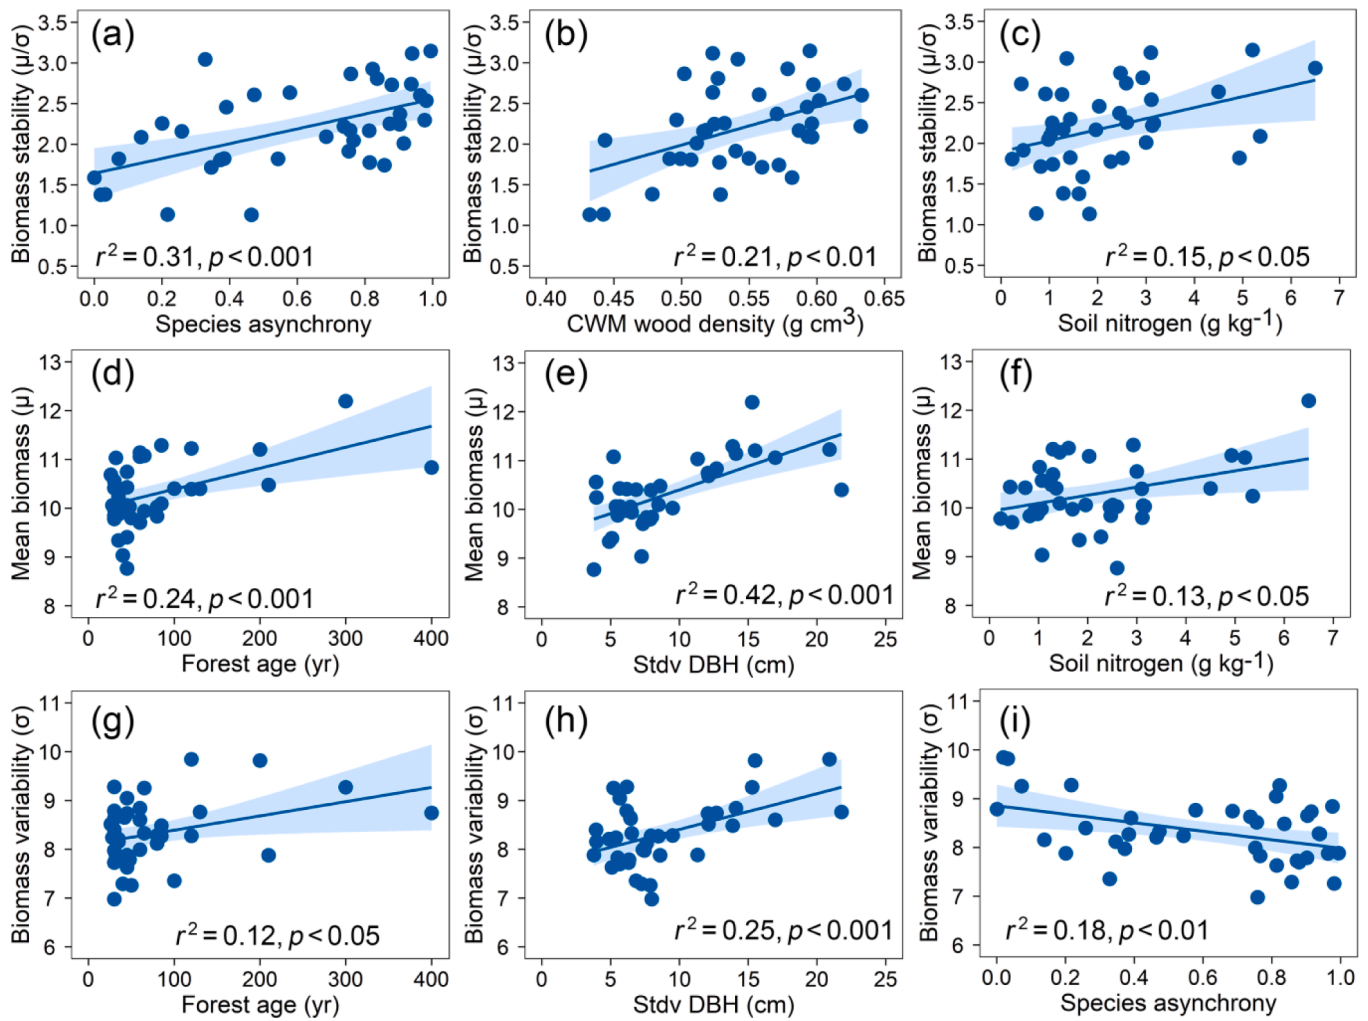 (a)
Biomass stability (μ/σ)
3.5
3.0
2.5
2.0
1.5
1.0
0.5
r² = 0.31, p < 0.001
0.0 0.2 0.4 0.6 0.8 1.0
Species asynchrony
(b)
Biomass stability (μ/σ)
3.5
3.0
2.5
2.0
1.5
1.0
0.5
r² = 0.21, p < 0.01
0.40 0.45 0.50 0.55 0.60 0.65
CWM wood density (g cm³)
(c)
Biomass stability (μ/σ)
3.5
3.0
2.5
2.0
1.5
1.0
0.5
r² = 0.15, p < 0.05
0 1 2 3 4 5 6 7
Soil nitrogen (g kg⁻¹)
(d)
Mean biomass (μ)
13
12
11
10
9
8
r² = 0.24, p < 0.001
0 100 200 300 400
Forest age (yr)
(e)
Mean biomass (μ)
13
12
11
10
9
8
r² = 0.42, p < 0.001
0 5 10 15 20 25
Stdv DBH (cm)
(f)
Mean biomass (μ)
13
12
11
10
9
8
r² = 0.13, p < 0.05
0 1 2 3 4 5 6 7
Soil nitrogen (g kg⁻¹)
(g)
Biomass variability (σ)
11
10
9
8
7
6
r² = 0.12, p < 0.05
0 100 200 300 400
Forest age (yr)
(h)
Biomass variability (σ)
11
10
9
8
7
6
r² = 0.25, p < 0.001
0 5 10 15 20 25
Stdv DBH (cm)
(i)
Biomass variability (σ)
11
10
9
8
7
6
r² = 0.18, p < 0.01
0.0 0.2 0.4 0.6 0.8 1.0
Species asynchrony